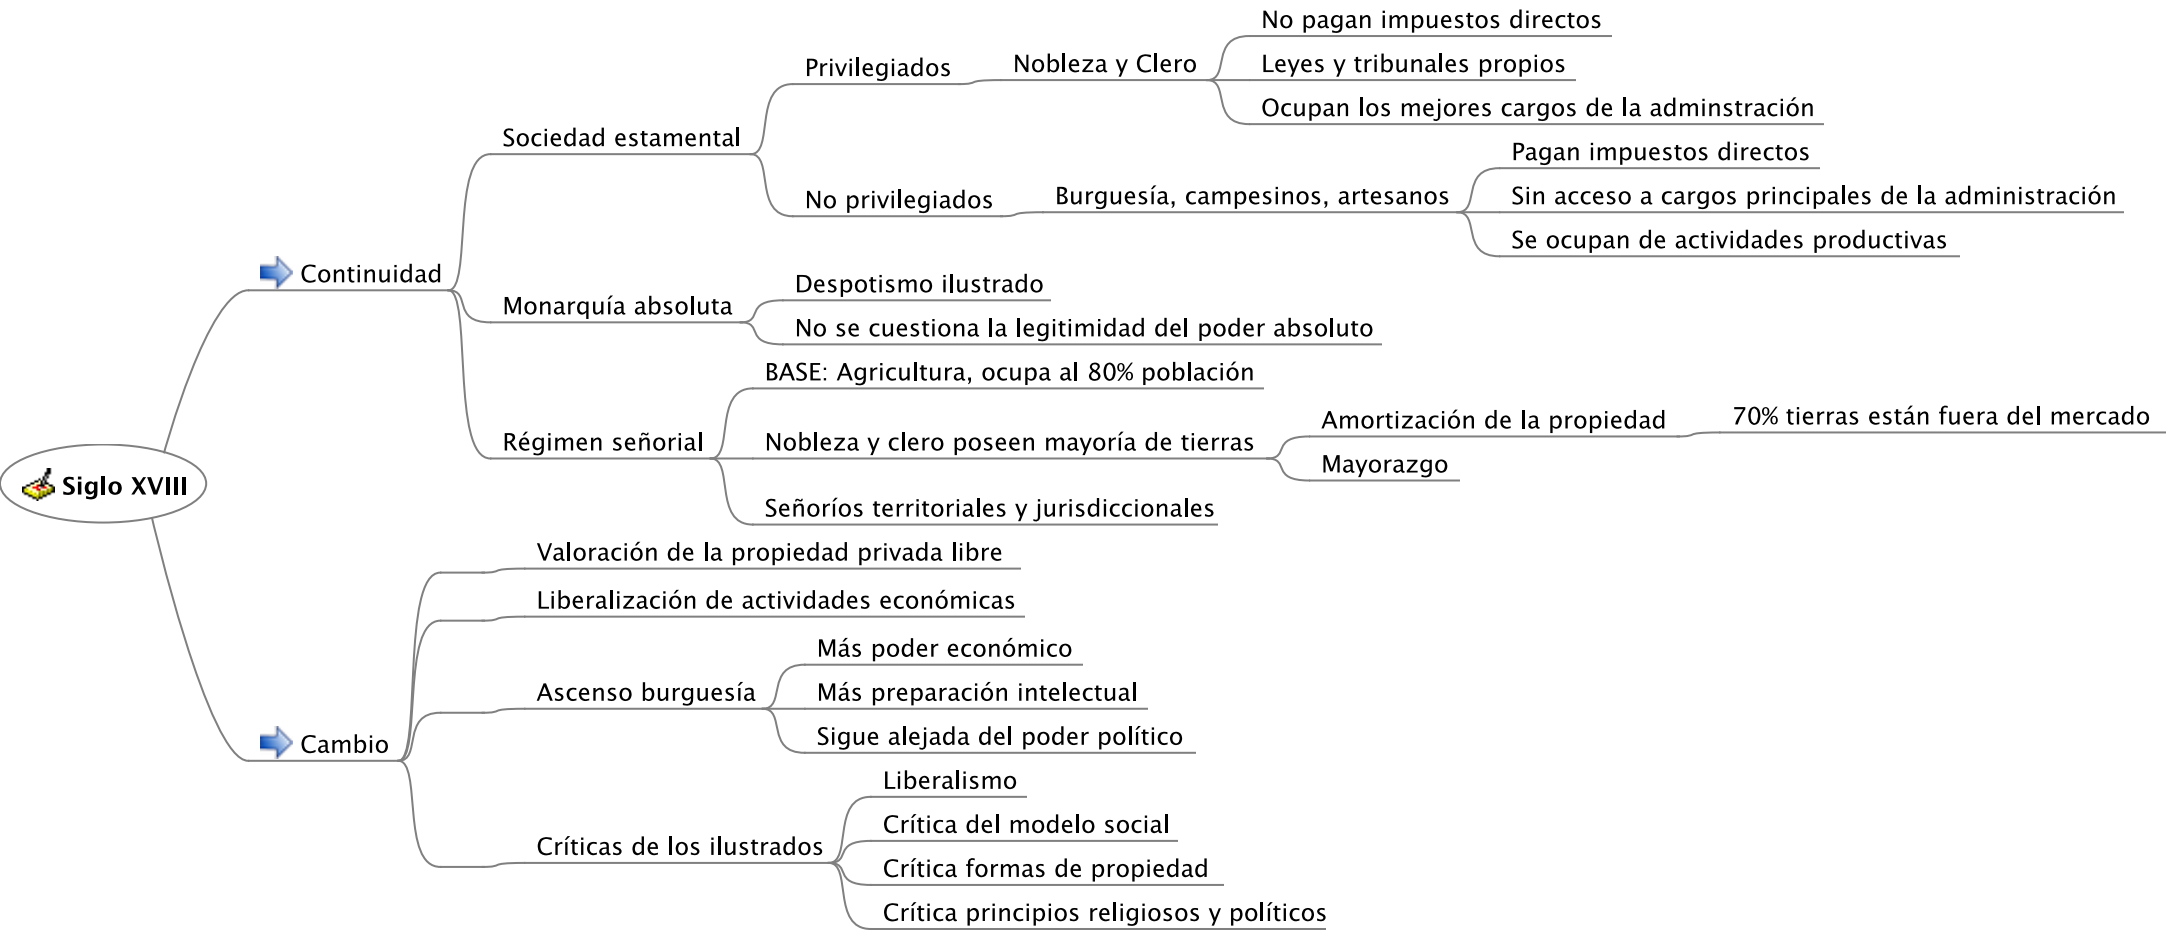 Siglo XVIII
Continuidad
Sociedad estamental
Privilegiados
Nobleza y Clero
No pagan impuestos directos
Leyes y tribunales propios
Ocupan los mejores cargos de la adminstración
No privilegiados
Burguesía, campesinos, artesanos
Pagan impuestos directos
Sin acceso a cargos principales de la administración
Se ocupan de actividades productivas
Monarquía absoluta
Despotismo ilustrado
No se cuestiona la legitimidad del poder absoluto
Régimen señorial
BASE: Agricultura, ocupa al 80% población
Nobleza y clero poseen mayoría de tierras
Amortización de la propiedad
70% tierras están fuera del mercado
Mayorazgo
Señoríos territoriales y jurisdiccionales
Cambio
Valoración de la propiedad privada libre
Liberalización de actividades económicas
Ascenso burguesía
Más poder económico
Más preparación intelectual
Sigue alejada del poder político
Críticas de los ilustrados
Liberalismo
Crítica del modelo social
Crítica formas de propiedad
Crítica principios religiosos y políticos